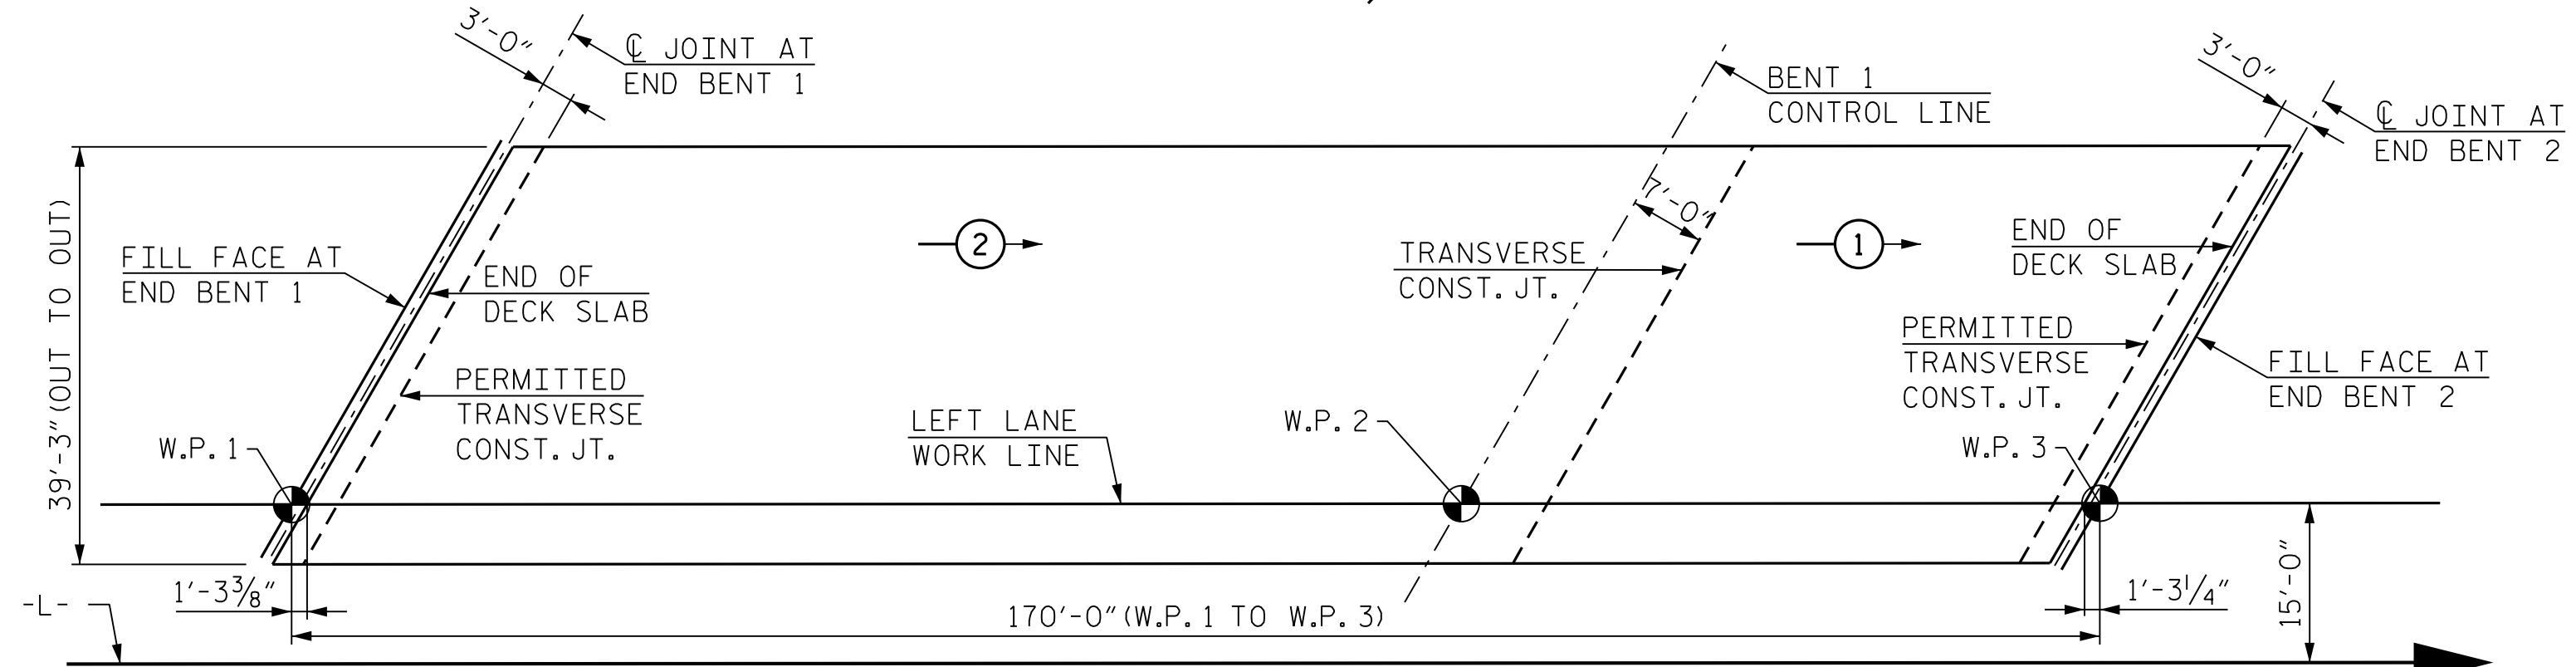 3'-0"
℄ JOINT AT
END BENT 1
BENT 1
CONTROL LINE
3'-0"
℄ JOINT AT
END BENT 2
39'-3"(OUT TO OUT)
FILL FACE AT
END BENT 1
END OF
DECK SLAB
2
7'-0"
TRANSVERSE
CONST. JT.
1
END OF
DECK SLAB
PERMITTED
TRANSVERSE
CONST. JT.
PERMITTED
TRANSVERSE
CONST. JT.
FILL FACE AT
END BENT 2
W.P. 1
LEFT LANE
WORK LINE
W.P. 2
W.P. 3
1'-3 3/8"
1'-3 1/4"
15'-0"
-L-
170'-0"(W.P. 1 TO W.P. 3)